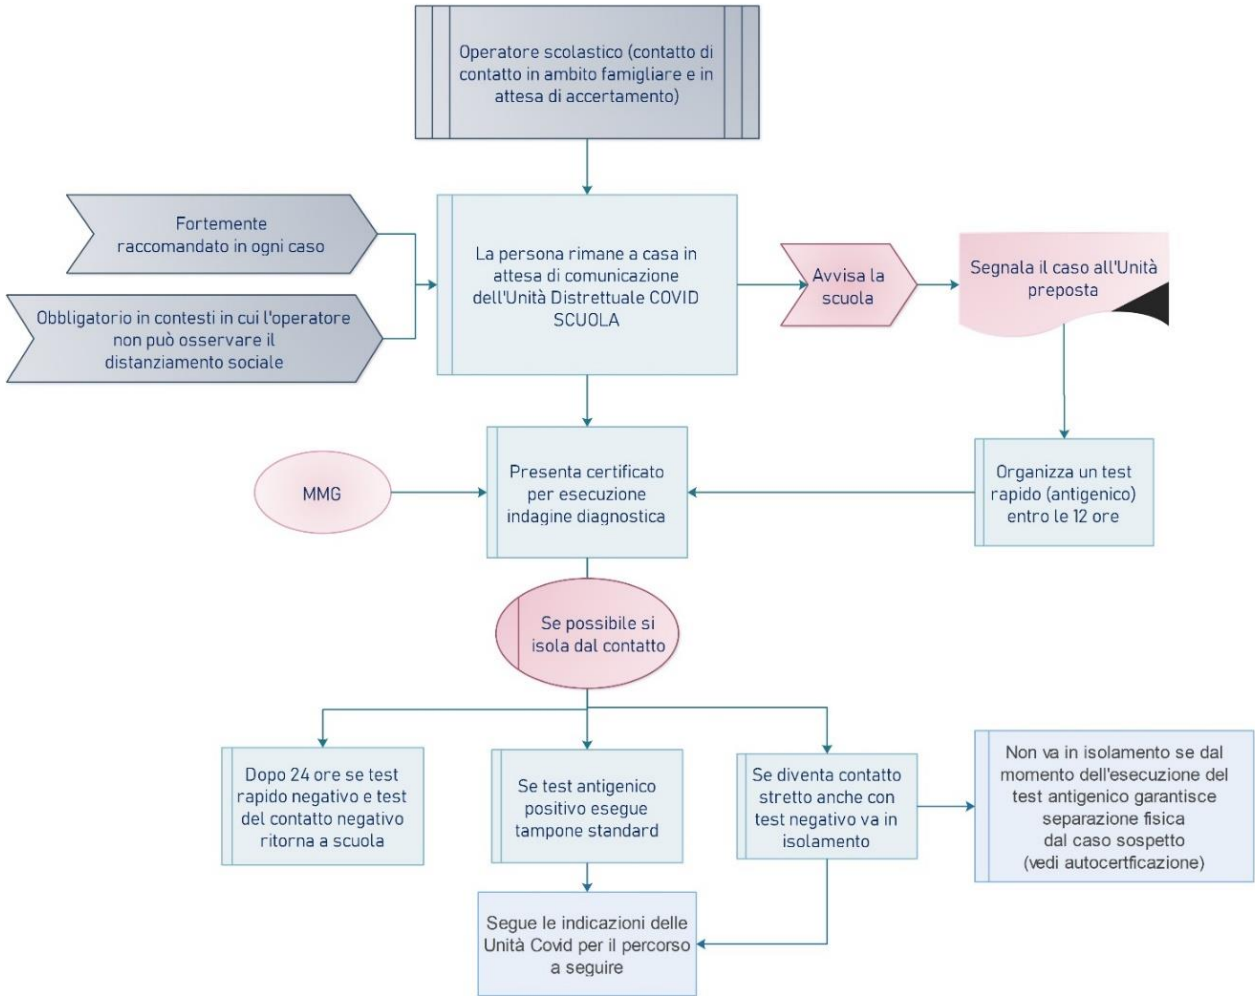 Operatore scolastico (contatto di
contatto in ambito famigliare e in
attesa di accertamento)
Fortemente
raccomandato in ogni caso
Obbligatorio in contesti in cui l'operatore
non può osservare il
distanziamento sociale
La persona rimane a casa in
attesa di comunicazione
dell'Unità Distrettuale COVID
SCUOLA
Avvisa la
scuola
Segnala il caso all'Unità
preposta
MMG
Presenta certificato
per esecuzione
indagine diagnostica
Organizza un test
rapido (antigenico)
entro le 12 ore
Se possibile si
isola dal contatto
Dopo 24 ore se test
rapido negativo e test
del contatto negativo
ritorna a scuola
Se test antigenico
positivo esegue
tampone standard
Se diventa contatto
stretto anche con
test negativo va in
isolamento
Non va in isolamento se dal
momento dell'esecuzione del
test antigenico garantisce
separazione fisica
dal caso sospetto
(vedi autocertficazione)
Segue le indicazioni delle
Unità Covid per il percorso
a seguire